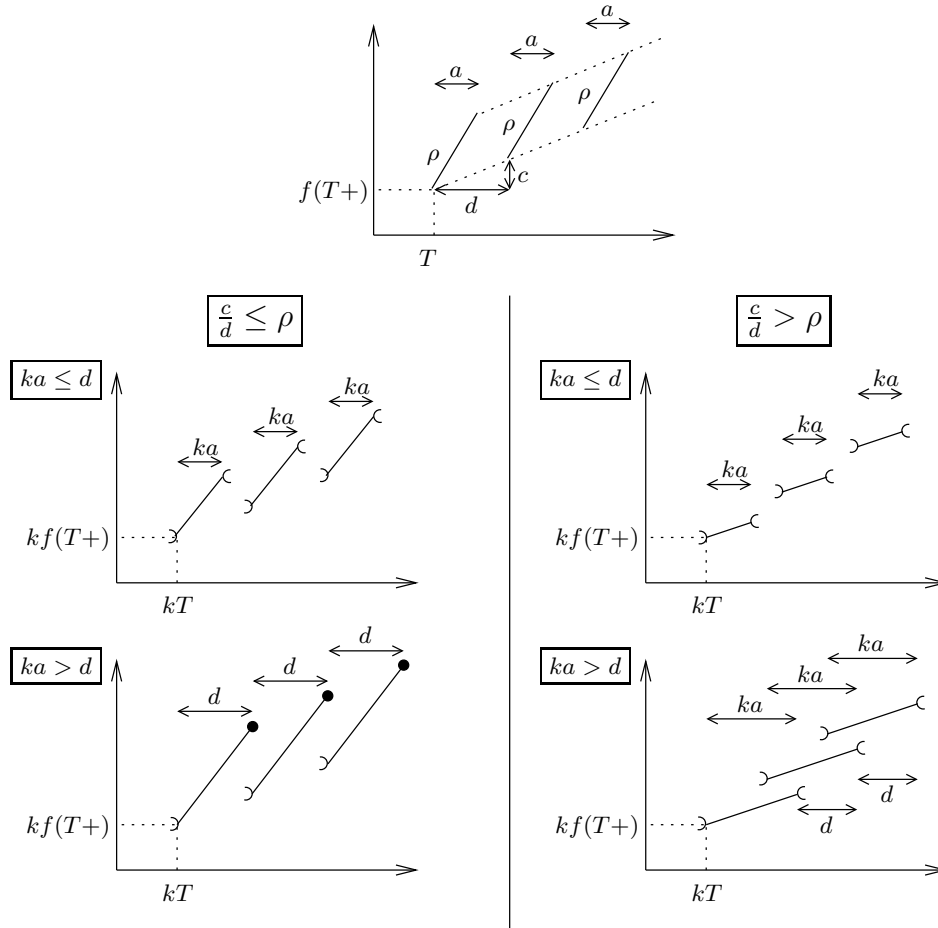 a
a
a
ρ
ρ
ρ
c
f(T+)
d
T
c/d ≤ ρ
ka ≤ d
ka
ka
ka
kf(T+)
kT
ka > d
d
d
d
kf(T+)
kT
c/d > ρ
ka ≤ d
ka
ka
ka
kf(T+)
kT
ka > d
ka
ka
ka
d
d
kf(T+)
kT